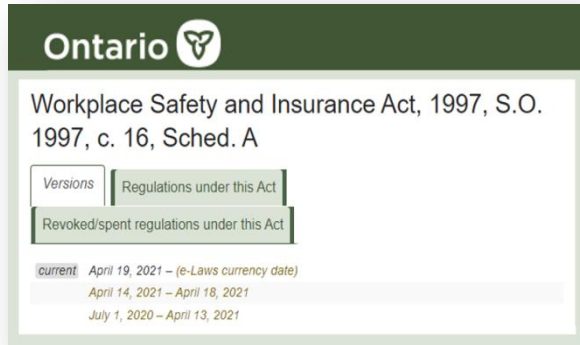 Ontario
Workplace Safety and Insurance Act, 1997, S.O.
1997, c. 16, Sched. A
Versions
Regulations under this Act
Revoked/spent regulations under this Act
current April 19, 2021 – (e-Laws currency date)
April 14, 2021 – April 18, 2021
July 1, 2020 – April 13, 2021